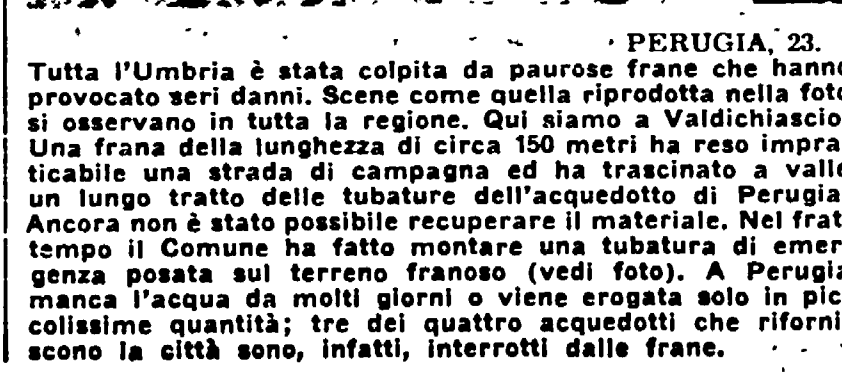 PERUGIA, 23.
Tutta l'Umbria è stata colpita da paurose frane che hanno
provocato seri danni. Scene come quella riprodotta nella foto
si osservano in tutta la regione. Qui siamo a Valdichiascio.
Una frana della lunghezza di circa 150 metri ha reso impra-
ticabile una strada di campagna ed ha trascinato a valle
un lungo tratto delle tubature dell'acquedotto di Perugia.
Ancora non è stato possibile recuperare il materiale. Nel frat-
tempo il Comune ha fatto montare una tubatura di emer-
genza posata sul terreno franoso (vedi foto). A Perugia
manca l'acqua da molti giorni o viene erogata solo in pic-
colissime quantità; tre dei quattro acquedotti che riforni-
scono la città sono, infatti, interrotti dalle frane.